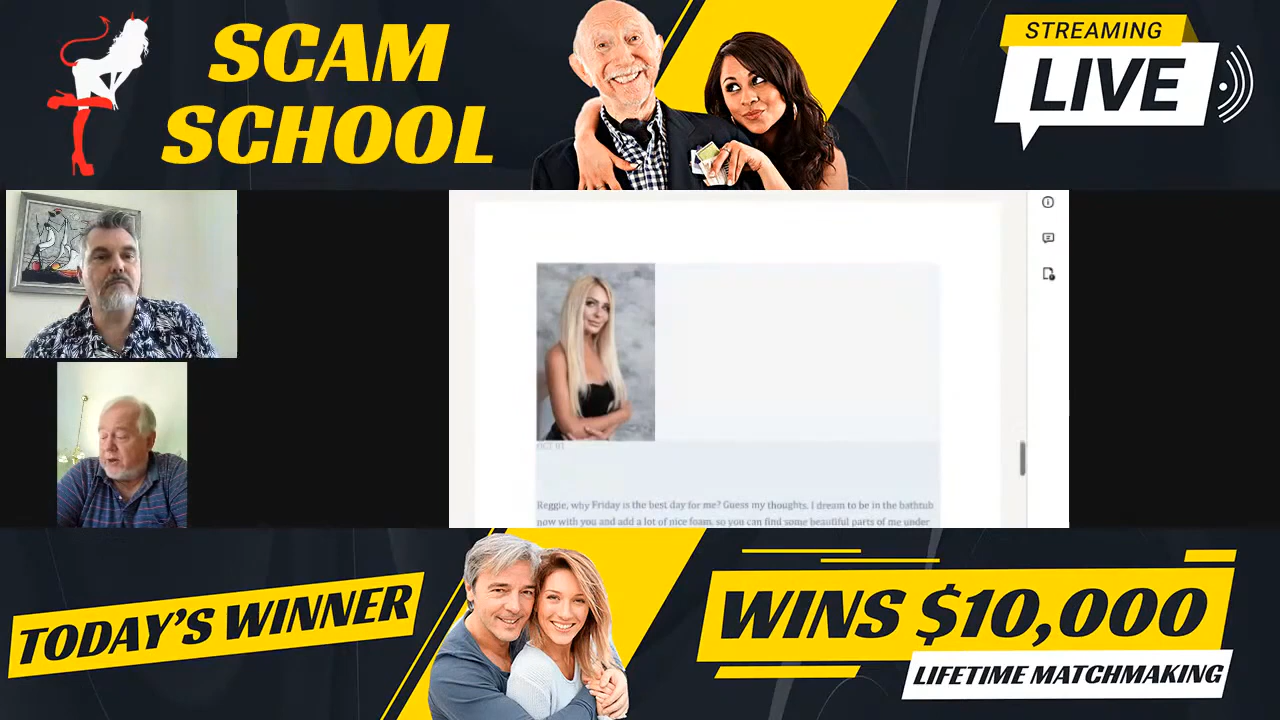 SCAM
SCHOOL
STREAMING
LIVE
OCT 03
Reggie, why Friday is the best day for me? Guess my thoughts. I dream to be in the bathtub
now with you and add a lot of nice foam, so you can find some beautiful parts of me under
TODAY'S WINNER
WINS $10,000
LIFETIME MATCHMAKING